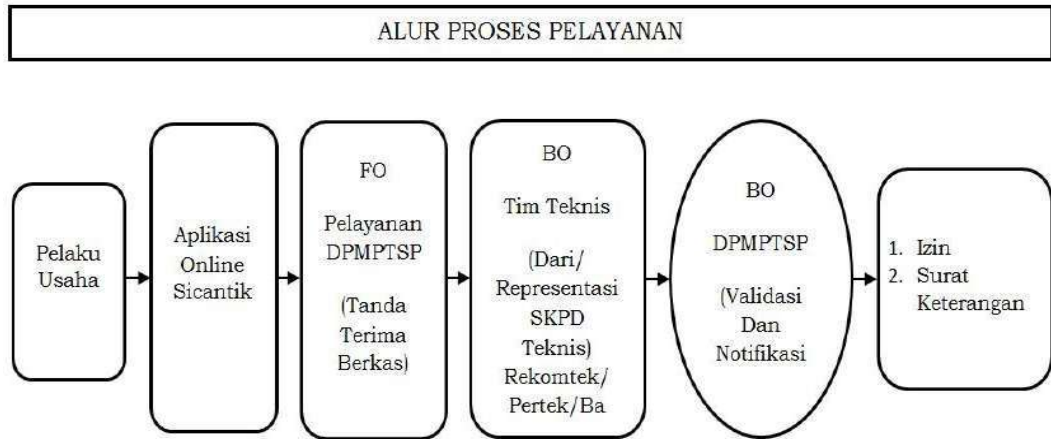 ALUR PROSES PELAYANAN
Pelaku
Usaha
Aplikasi
Online
Sicantik
FO
Pelayanan
DPMPTSP
(Tanda
Terima
Berkas)
BO
Tim Teknis
(Dari/
Representasi
SKPD
Teknis)
Rekomtek/
Pertek/Ba
BO
DPMPTSP
(Validasi
Dan
Notifikasi
1. Izin
2. Surat
Keterangan